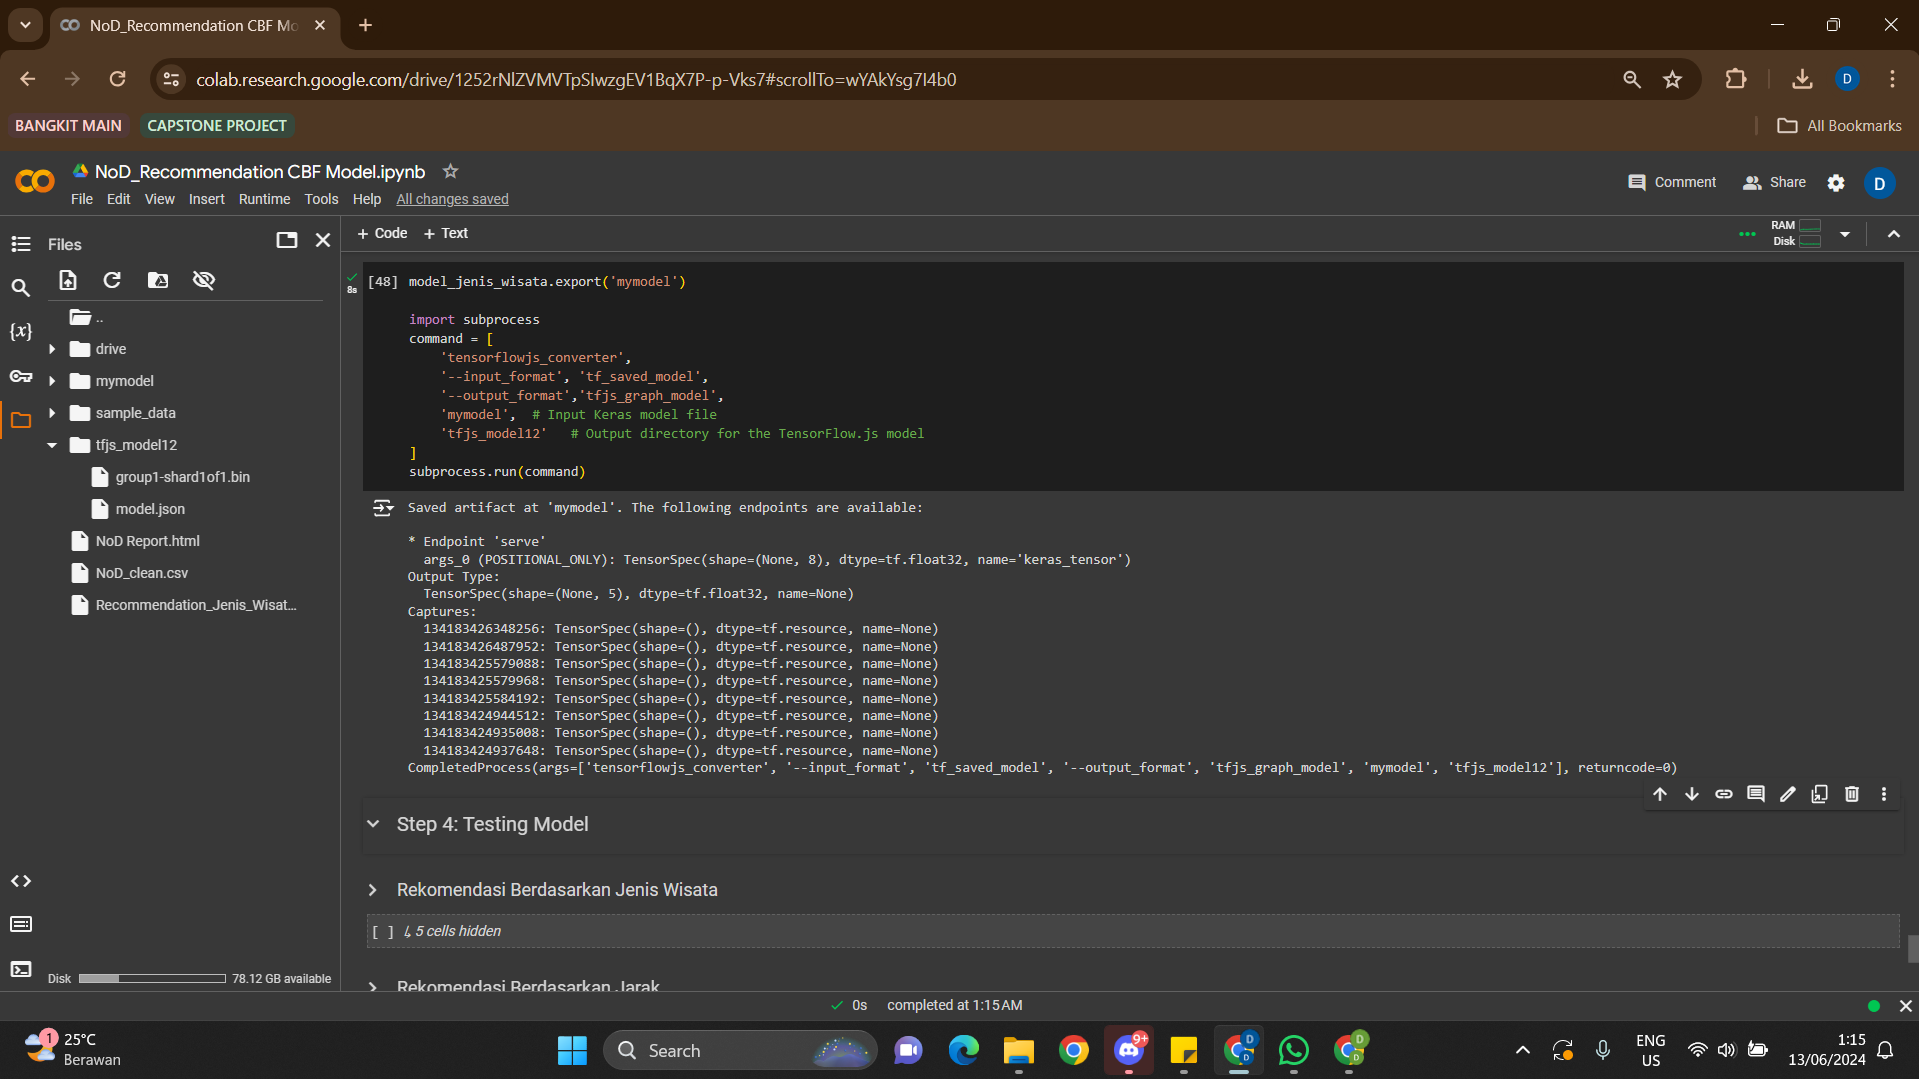 NoD_Recommendation CBF Mo
colab.research.google.com/drive/1252rNlZVMVTpSIwzgEV1BqX7P-p-Vks7#scrollTo=wYAkYsg7I4b0
D
BANGKIT MAIN
CAPSTONE PROJECT
All Bookmarks
NoD_Recommendation CBF Model.ipynb
File Edit View Insert Runtime Tools Help All changes saved
Comment
Share
D
Files
+ Code + Text
RAM
Disk
..
drive
mymodel
sample_data
tfjs_model12
group1-shard1of1.bin
model.json
NoD Report.html
NoD_clean.csv
Recommendation_Jenis_Wisat...
{x}
Disk
78.12 GB available
8s
[48] model_jenis_wisata.export('mymodel')
import subprocess
command = [
'tensorflowjs_converter',
'--input_format', 'tf_saved_model',
'--output_format','tfjs_graph_model',
'mymodel', # Input Keras model file
'tfjs_model12' # Output directory for the TensorFlow.js model
]
subprocess.run(command)
Saved artifact at 'mymodel'. The following endpoints are available:
* Endpoint 'serve'
args_0 (POSITIONAL_ONLY): TensorSpec(shape=(None, 8), dtype=tf.float32, name='keras_tensor')
Output Type:
TensorSpec(shape=(None, 5), dtype=tf.float32, name=None)
Captures:
134183426348256: TensorSpec(shape=(), dtype=tf.resource, name=None)
134183426487952: TensorSpec(shape=(), dtype=tf.resource, name=None)
134183425579088: TensorSpec(shape=(), dtype=tf.resource, name=None)
134183425579968: TensorSpec(shape=(), dtype=tf.resource, name=None)
134183425584192: TensorSpec(shape=(), dtype=tf.resource, name=None)
134183424944512: TensorSpec(shape=(), dtype=tf.resource, name=None)
134183424935008: TensorSpec(shape=(), dtype=tf.resource, name=None)
134183424937648: TensorSpec(shape=(), dtype=tf.resource, name=None)
CompletedProcess(args=['tensorflowjs_converter', '--input_format', 'tf_saved_model', '--output_format', 'tfjs_graph_model', 'mymodel', 'tfjs_model12'], returncode=0)
Step 4: Testing Model
Rekomendasi Berdasarkan Jenis Wisata
[ ] ↳ 5 cells hidden
Rekomendasi Berdasarkan Jarak
0s completed at 1:15 AM
1
25°C
Berawan
Search
9+
D
D
D
D
ENG
US
1:15
13/06/2024